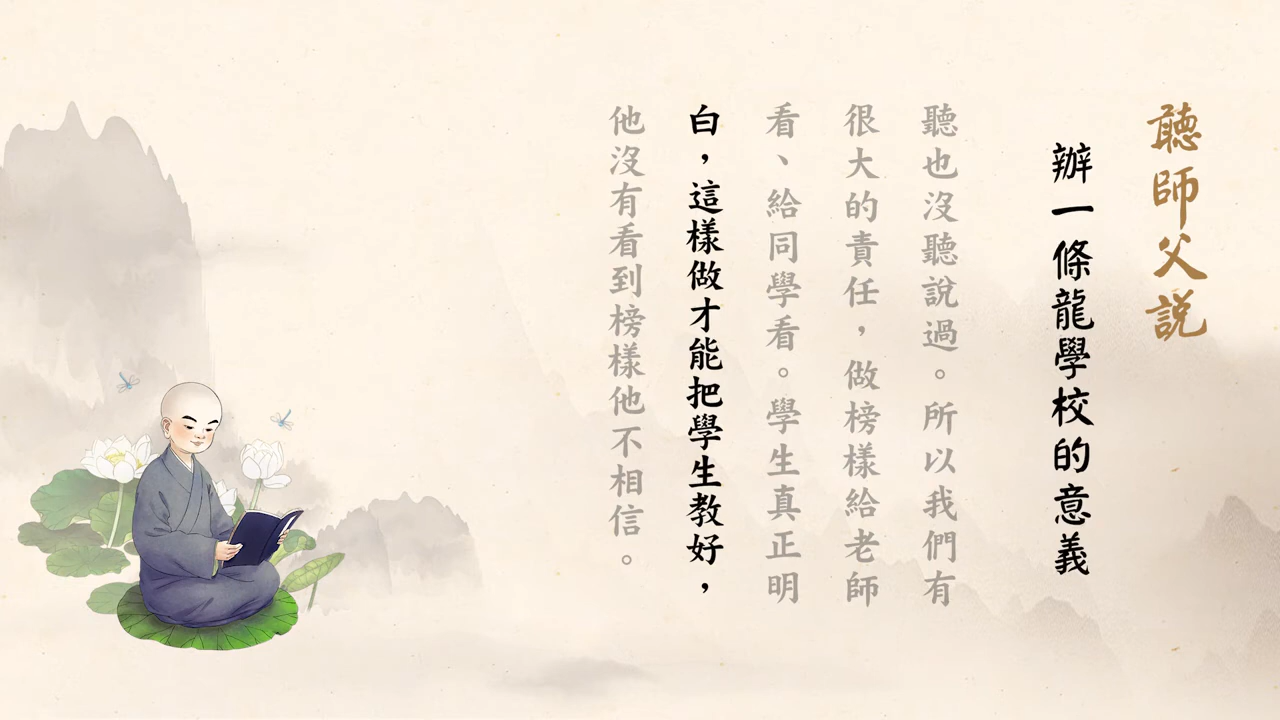 聽師父說
辦一條龍學校的意義
聽也沒聽說過。所以我們有
很大的責任，做榜樣給老師
看、給同學看。學生真正明
白，這樣做才能把學生教好，
他沒有看到榜樣他不相信。